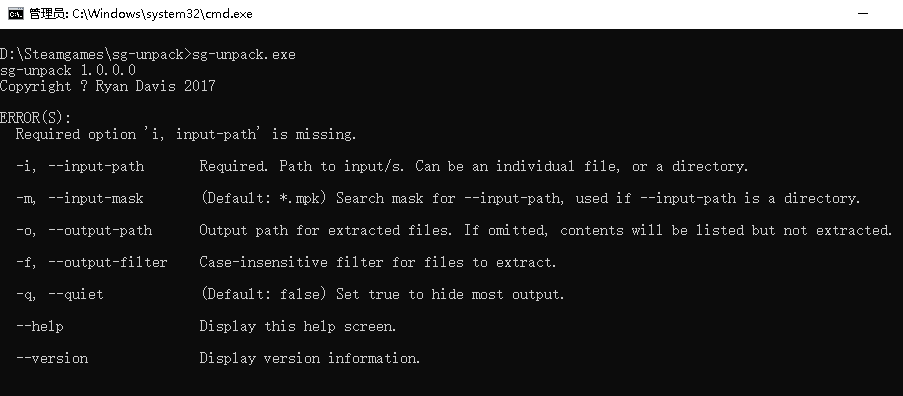 管理员: C:\Windows\system32\cmd.exe
D:\Steamgames\sg-unpack>sg-unpack.exe
sg-unpack 1.0.0.0
Copyright ? Ryan Davis 2017
ERROR(S):
Required option 'i, input-path' is missing.
-i, --input-path Required. Path to input/s. Can be an individual file, or a directory.
-m, --input-mask (Default: *.mpk) Search mask for --input-path, used if --input-path is a directory.
-o, --output-path Output path for extracted files. If omitted, contents will be listed but not extracted.
-f, --output-filter Case-insensitive filter for files to extract.
-q, --quiet (Default: false) Set true to hide most output.
--help Display this help screen.
--version Display version information.